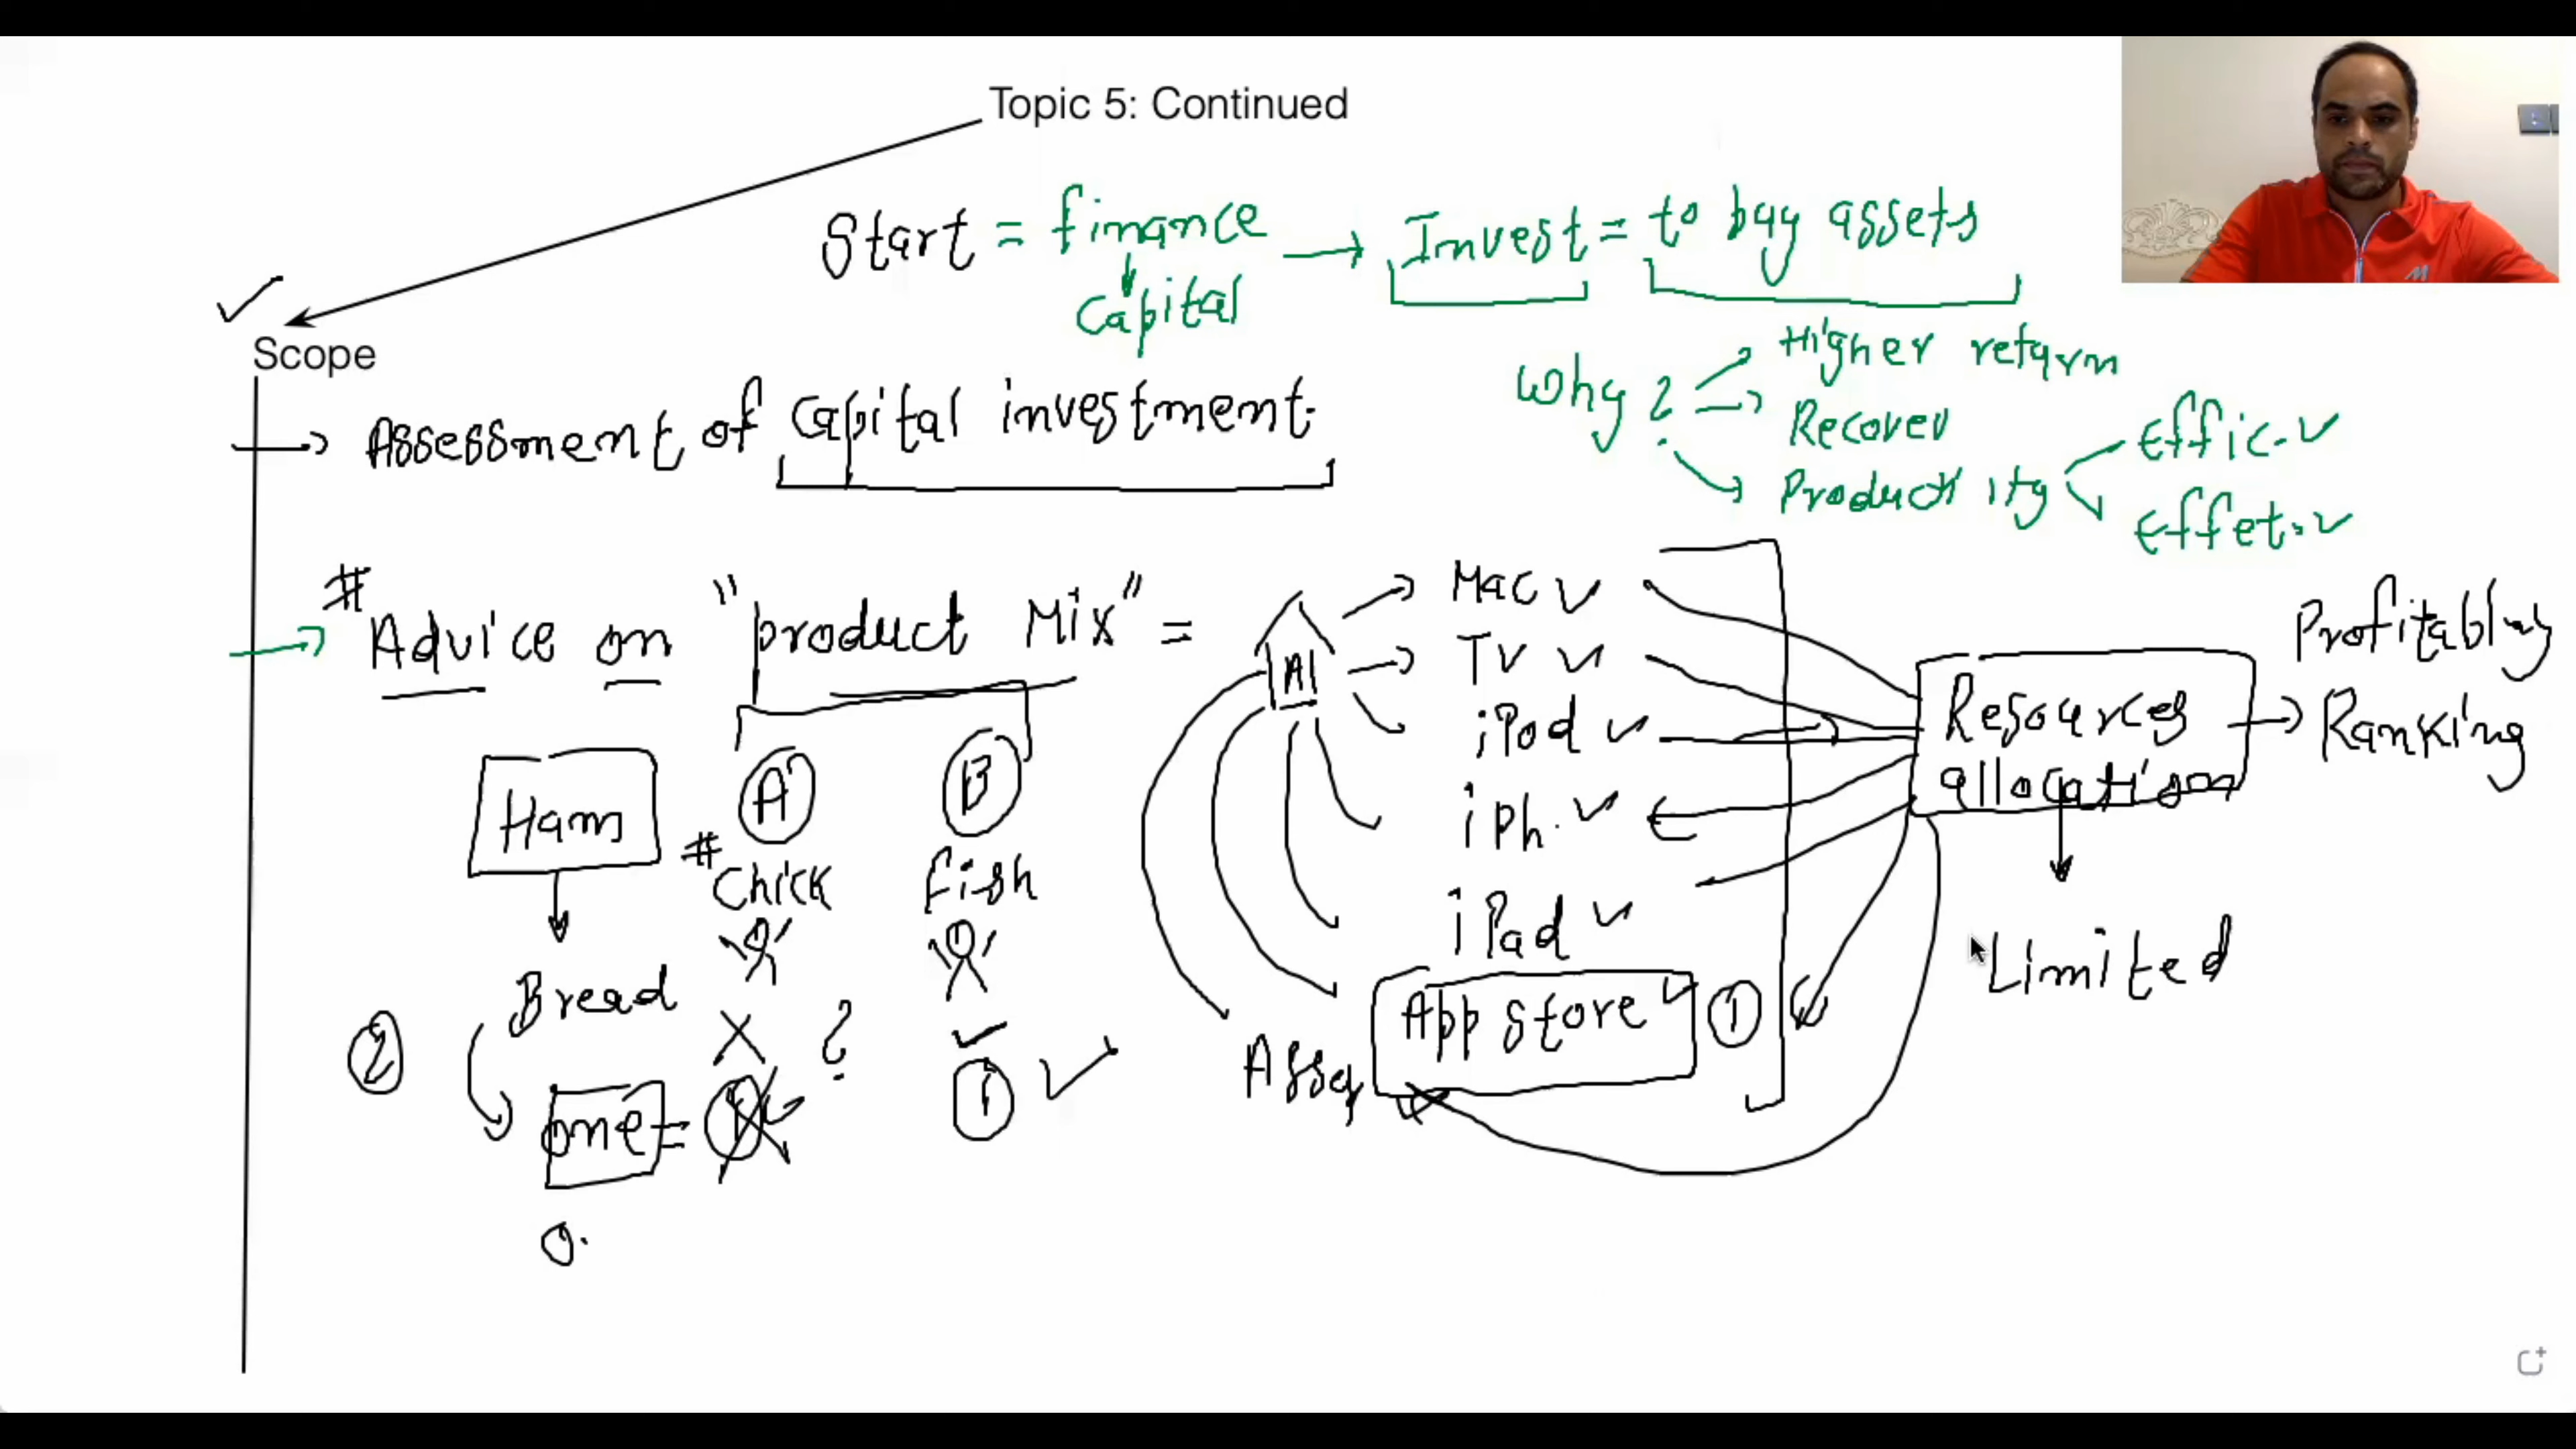 Topic 5: Continued
Start = finance → Invest = to buy assets
Capital
Scope
Why? Higher return
Recover
Productivity Effic.
Effet.
→ Assessment of capital investment.
# Advice on "product Mix" =
A
Mac
TV
iPod
iPh.
iPad
App store 1
Resources allocation → Profitability Ranking
Limited
Ham
A B
# Chick fish
Bread
X ? ✓
2
one = 1
1 ✓
M